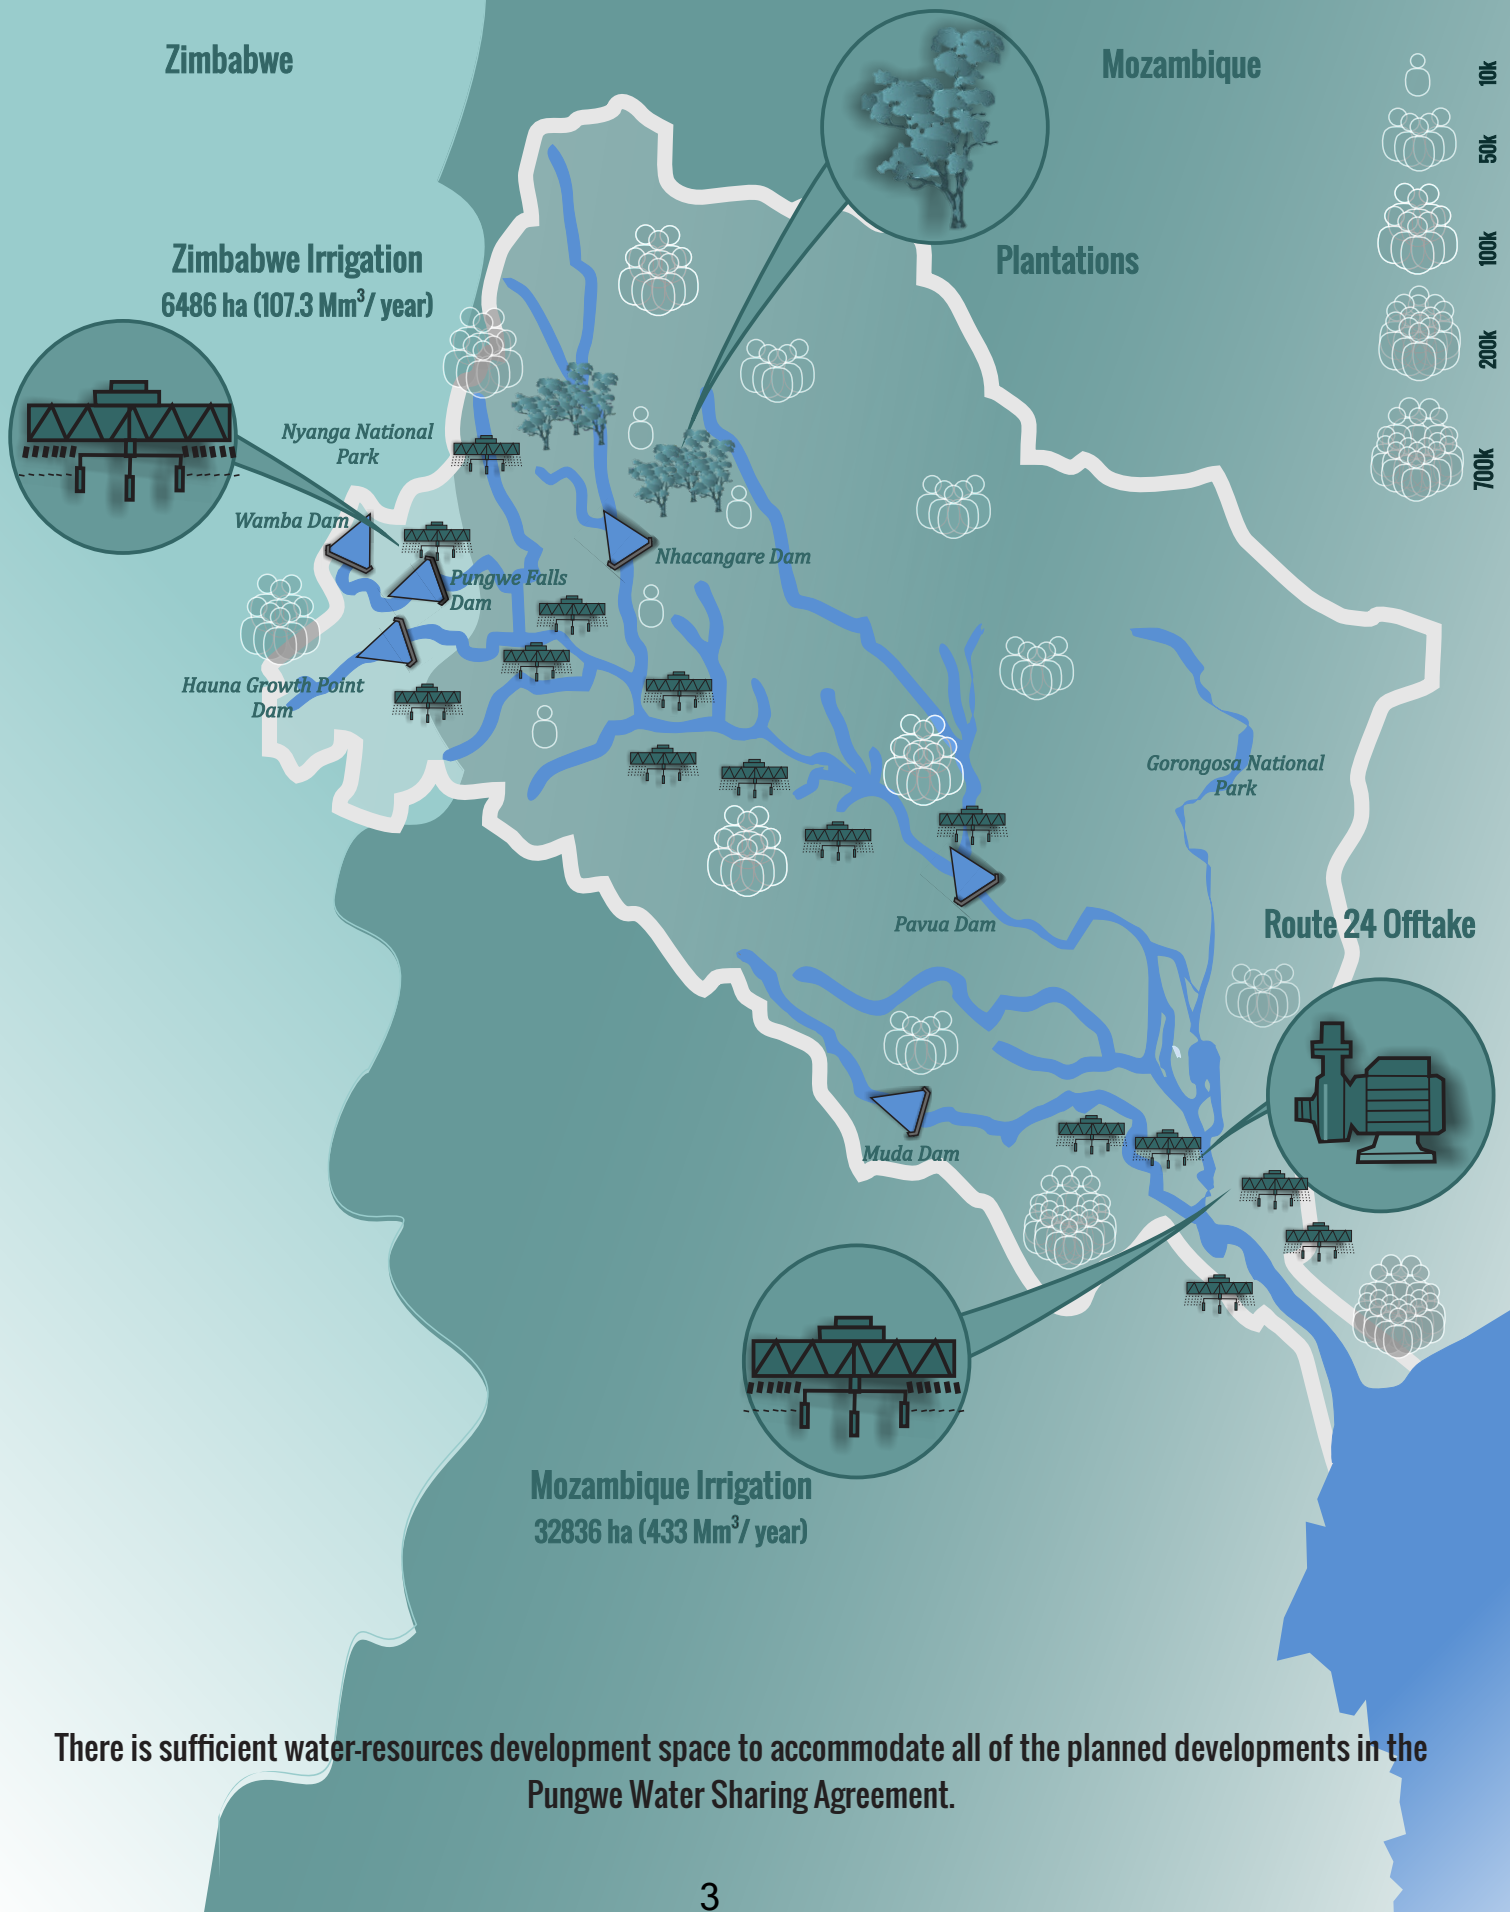 Zimbabwe
Mozambique
10k
50k
100k
200k
700k
Plantations
Zimbabwe Irrigation
6486 ha (107.3 Mm³/ year)
Nyanga National
Park
Wamba Dam
Pungwe Falls
Dam
Nhacangare Dam
Hauna Growth Point
Dam
Gorongosa National
Park
Pavua Dam
Route 24 Offtake
Muda Dam
Mozambique Irrigation
32836 ha (433 Mm³/ year)
There is sufficient water-resources development space to accommodate all of the planned developments in the
Pungwe Water Sharing Agreement.
3